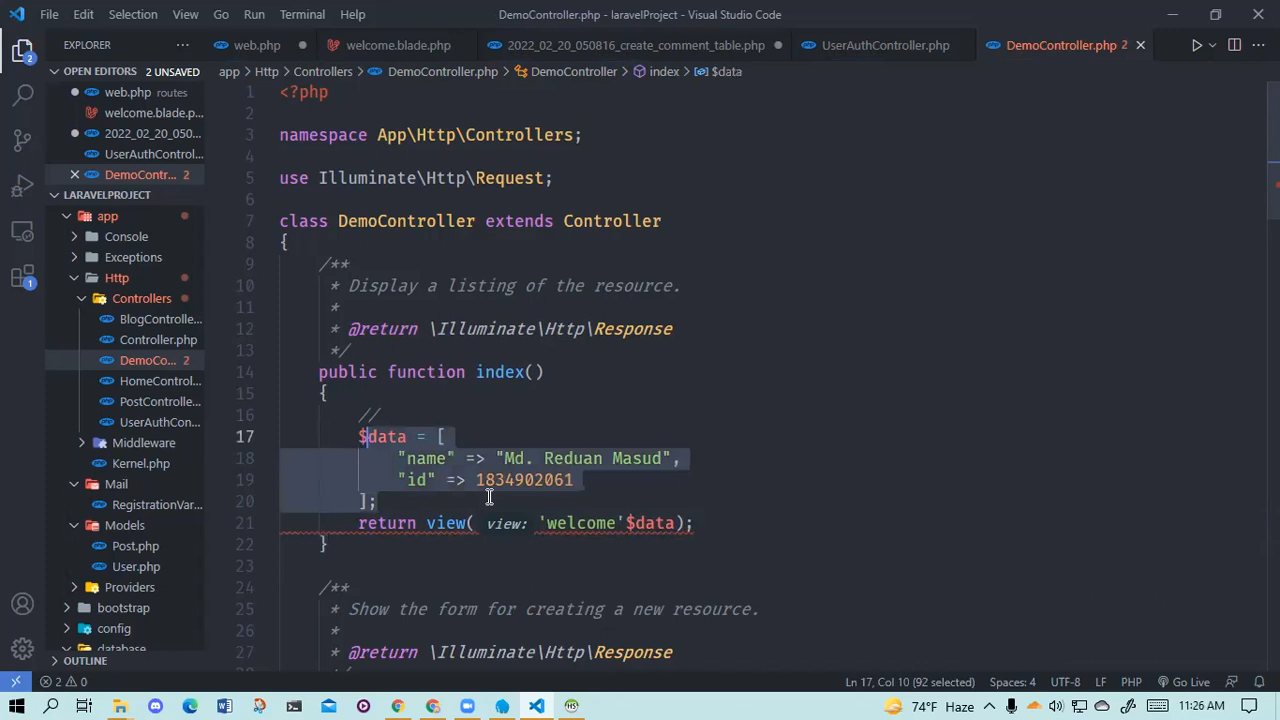 File Edit Selection View Go Run Terminal Help
DemoController.php - laravelProject - Visual Studio Code
EXPLORER
web.php
welcome.blade.php
2022_02_20_050816_create_comment_table.php
UserAuthController.php
DemoController.php 2
OPEN EDITORS 2 UNSAVED
web.php routes
welcome.blade.p...
2022_02_20_050...
UserAuthControl...
DemoContr... 2
LARAVELPROJECT
app
Console
Exceptions
Http
Controllers
BlogControlle...
Controller.php
DemoCo... 2
HomeControl...
PostControlle...
UserAuthCon...
Middleware
Kernel.php
Mail
RegistrationVar...
Models
Post.php
User.php
Providers
bootstrap
config
database
OUTLINE
2
1
app > Http > Controllers > DemoController.php > DemoController > index > $data
1 <?php
2
3 namespace App\Http\Controllers;
4
5 use Illuminate\Http\Request;
6
7 class DemoController extends Controller
8 {
9 /**
10 * Display a listing of the resource.
11 *
12 * @return \Illuminate\Http\Response
13 */
14 public function index()
15 {
16 //
17 $data = [
18 "name" => "Md. Reduan Masud",
19 "id" => 1834902061
20 ];
21 return view( view: 'welcome'$data);
22 }
23
24 /**
25 * Show the form for creating a new resource.
26 *
27 * @return \Illuminate\Http\Response
28 */
2 0
Ln 17, Col 10 (92 selected) Spaces: 4 UTF-8 LF PHP Go Live
74°F Haze ENG 11:26 AM